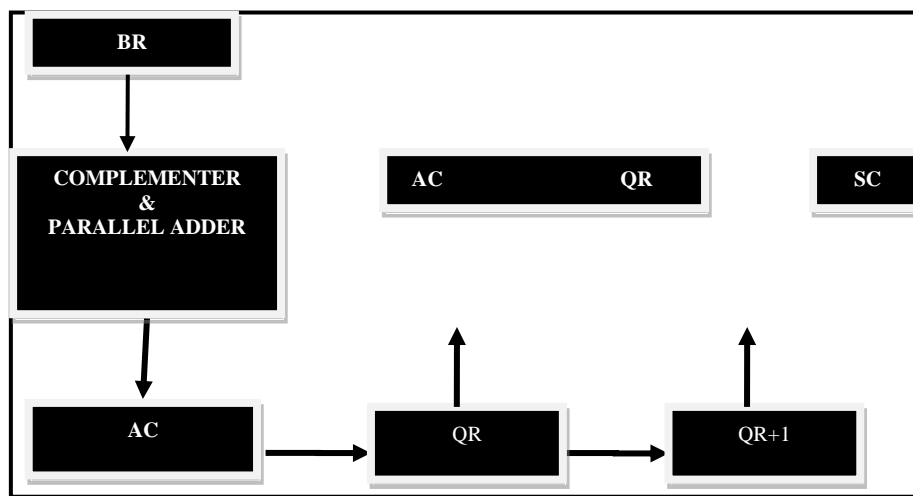 BR
COMPLEMENTER
&
PARALLEL ADDER
AC QR
SC
AC
QR
QR+1